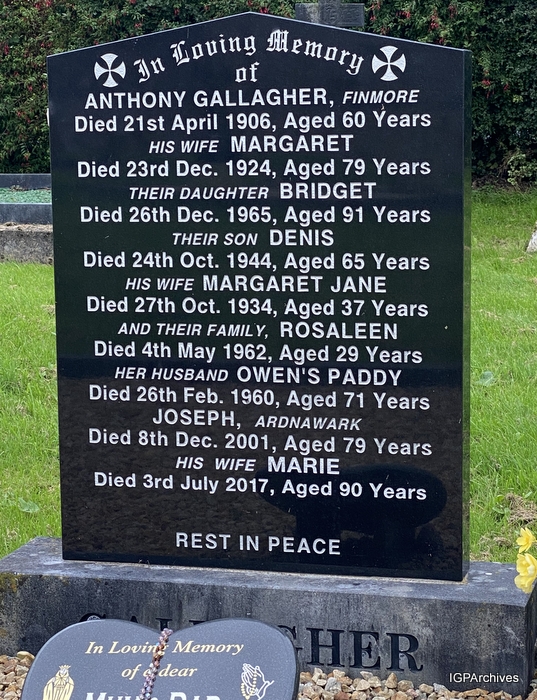 In Loving Memory
of
ANTHONY GALLAGHER, FINMORE
Died 21st April 1906, Aged 60 Years
HIS WIFE MARGARET
Died 23rd Dec. 1924, Aged 79 Years
THEIR DAUGHTER BRIDGET
Died 26th Dec. 1965, Aged 91 Years
THEIR SON DENIS
Died 24th Oct. 1944, Aged 65 Years
HIS WIFE MARGARET JANE
Died 27th Oct. 1934, Aged 37 Years
AND THEIR FAMILY, ROSALEEN
Died 4th May 1962, Aged 29 Years
HER HUSBAND OWEN'S PADDY
Died 26th Feb. 1960, Aged 71 Years
JOSEPH, ARDNAWARK
Died 8th Dec. 2001, Aged 79 Years
HIS WIFE MARIE
Died 3rd July 2017, Aged 90 Years
REST IN PEACE
GALLAGHER
In Loving Memory
of a dear
IGPArchives